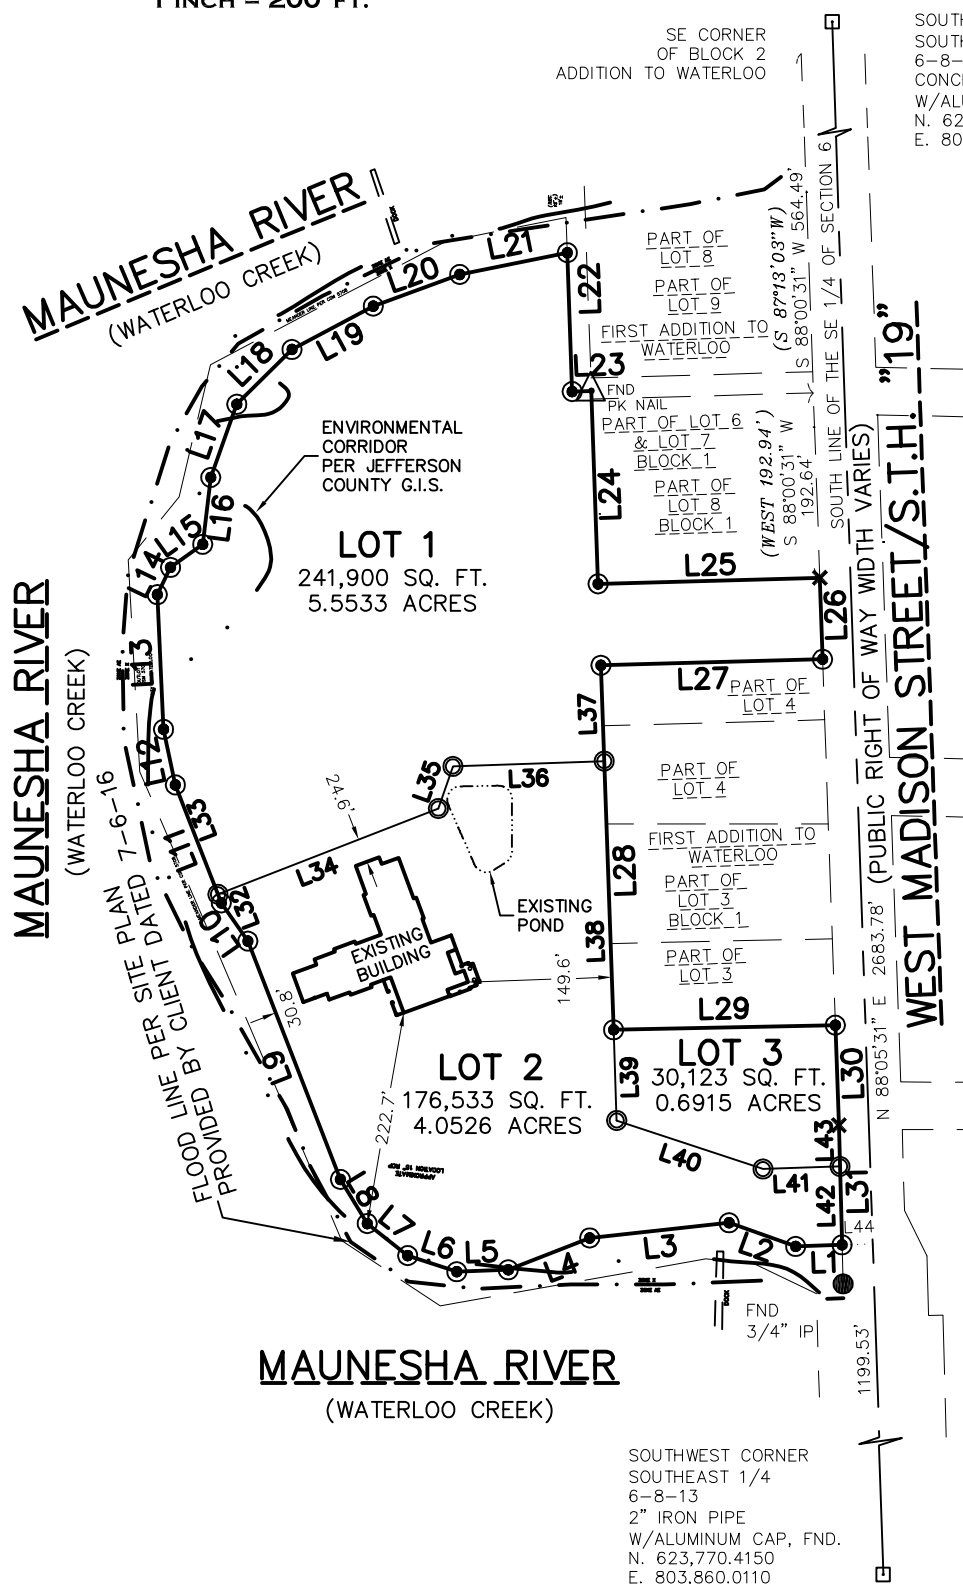 1 INCH = 200 FT.
SE CORNER
OF BLOCK 2
ADDITION TO WATERLOO
MAUNESHA RIVER
(WATERLOO CREEK)
L18
L19
L20
L21
L22
L23
PART OF
LOT 8
PART OF
LOT 9
FIRST ADDITION TO
WATERLOO
(S 87°13'03"W)
S 88°00'31" W 564.49'
SOUTH LINE OF THE SE 1/4 OF SECTION 6
FND
PK NAIL
PART OF LOT 6
& LOT 7
BLOCK 1
PART OF
LOT 8
BLOCK 1
(WEST 192.94')
S 88°00'31" W
192.64'
ENVIRONMENTAL
CORRIDOR
PER JEFFERSON
COUNTY G.I.S.
L17
L16
L15
L14
L13
L12
L24
L25
L26
L27
LOT 1
241,900 SQ. FT.
5.5533 ACRES
MAUNESHA RIVER
(WATERLOO CREEK)
WEST MADISON STREET/S.T.H. "19"
(PUBLIC RIGHT OF WAY WIDTH VARIES)
N 88°05'31" E 2683.78'
PART OF
LOT 4
L37
L36
L35
24.6'
L34
L33
L11
L32
L10
PART OF
LOT 4
FIRST ADDITION TO
WATERLOO
L28
PART OF
LOT 3
BLOCK 1
PART OF
LOT 3
L38
EXISTING
POND
EXISTING
BUILDING
149.6'
30.8'
222.7'
FLOOD LINE PER SITE PLAN
PROVIDED BY CLIENT DATED 7-6-16
L9
L29
L30
LOT 3
30,123 SQ. FT.
0.6915 ACRES
L39
LOT 2
176,533 SQ. FT.
4.0526 ACRES
APPROXIMATE
LOCATION 18" RCP
L40
L41
L43
L42
L31
L44
L8
L7
L6
L5
L4
L3
L2
L1
DOCK
FND
3/4" IP
1199.53'
MAUNESHA RIVER
(WATERLOO CREEK)
SOUTHWEST CORNER
SOUTHEAST 1/4
6-8-13
2" IRON PIPE
W/ALUMINUM CAP, FND.
N. 623,770.4150
E. 803,860.0110